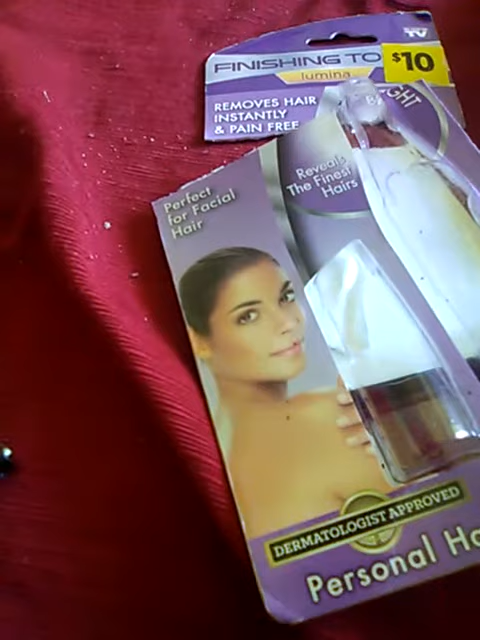 TV
FINISHING TO
$10
lumina
REMOVES HAIR
INSTANTLY
& PAIN FREE
Reveals
The Finest
Hairs
Perfect
for Facial
Hair
DERMATOLOGIST APPROVED
Personal Ha